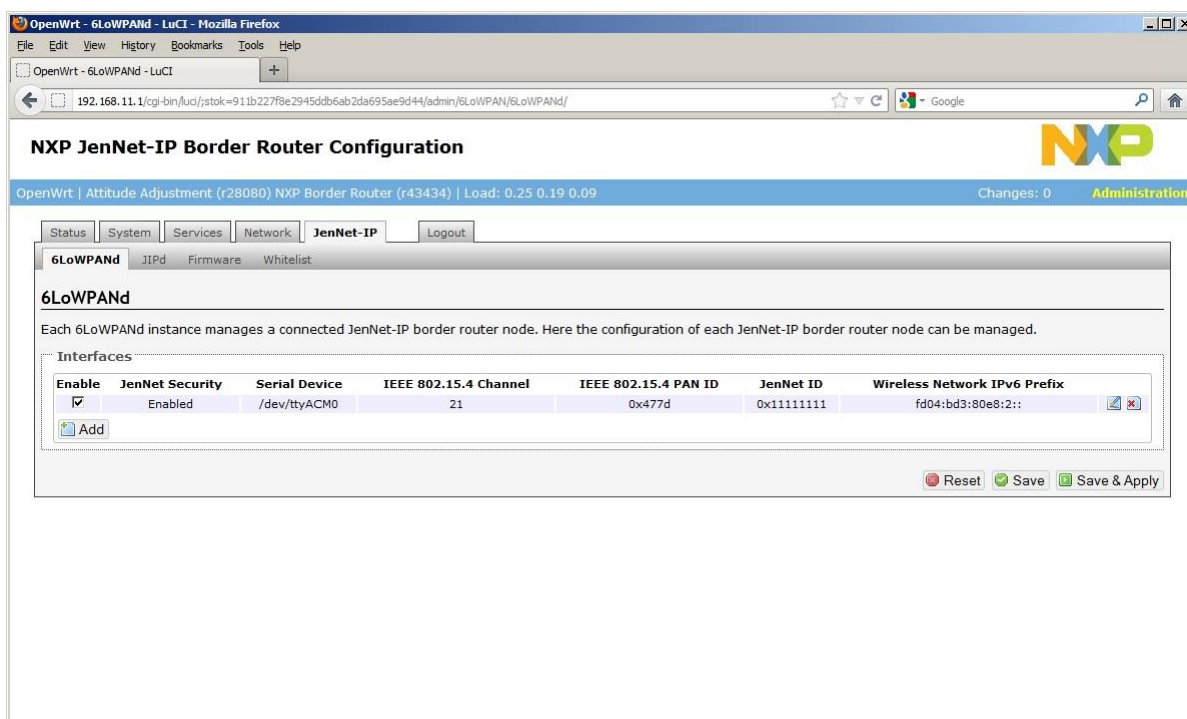 OpenWrt - 6LoWPANd - LuCI - Mozilla Firefox
File Edit View History Bookmarks Tools Help
OpenWrt - 6LoWPANd - LuCI +
192.168.11.1/cgi-bin/luci/;stok=911b227f8e2945ddb6ab2da695ae9d44/admin/6LoWPAN/6LoWPANd/ Google
NXP JenNet-IP Border Router Configuration NXP
OpenWrt | Attitude Adjustment (r28080) NXP Border Router (r43434) | Load: 0.25 0.19 0.09 Changes: 0 Administration
Status System Services Network JenNet-IP Logout
6LoWPANd JIPd Firmware Whitelist
6LoWPANd
Each 6LoWPANd instance manages a connected JenNet-IP border router node. Here the configuration of each JenNet-IP border router node can be managed.
Interfaces
Enable JenNet Security Serial Device IEEE 802.15.4 Channel IEEE 802.15.4 PAN ID JenNet ID Wireless Network IPv6 Prefix
Enabled /dev/ttyACM0 21 0x477d 0x11111111 fd04:bd3:80e8:2::
Add
Reset Save Save & Apply